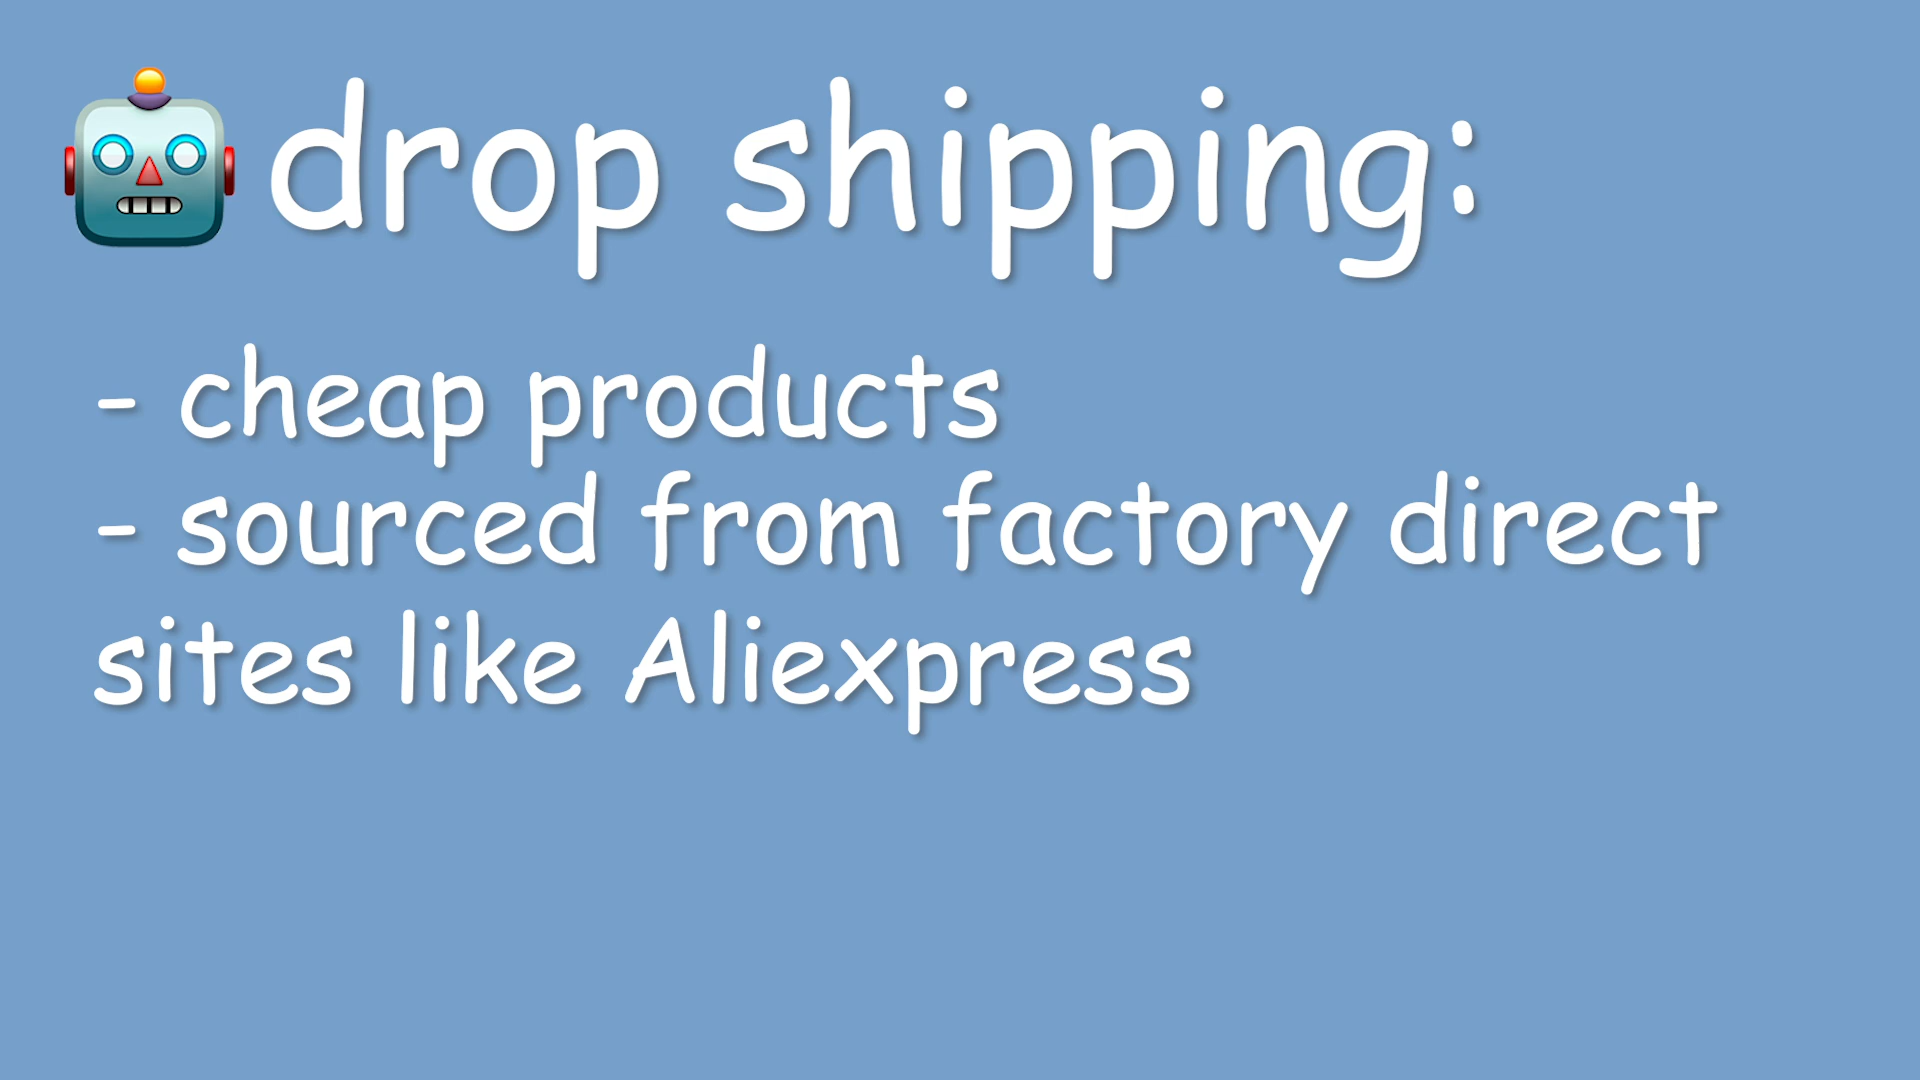 drop shipping:
- cheap products
- sourced from factory direct
sites like Aliexpress